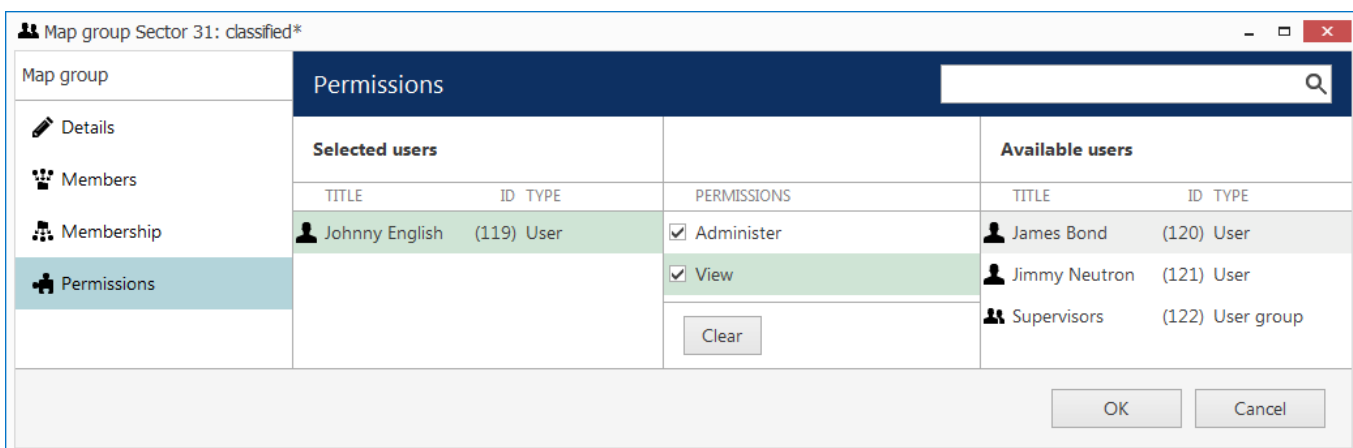 Map group Sector 31: classified*
Map group
Permissions
Details
Members
Membership
Permissions
Selected users
Available users
TITLE ID TYPE
PERMISSIONS
TITLE ID TYPE
Johnny English (119) User
Administer
James Bond (120) User
View
Jimmy Neutron (121) User
Clear
Supervisors (122) User group
OK Cancel